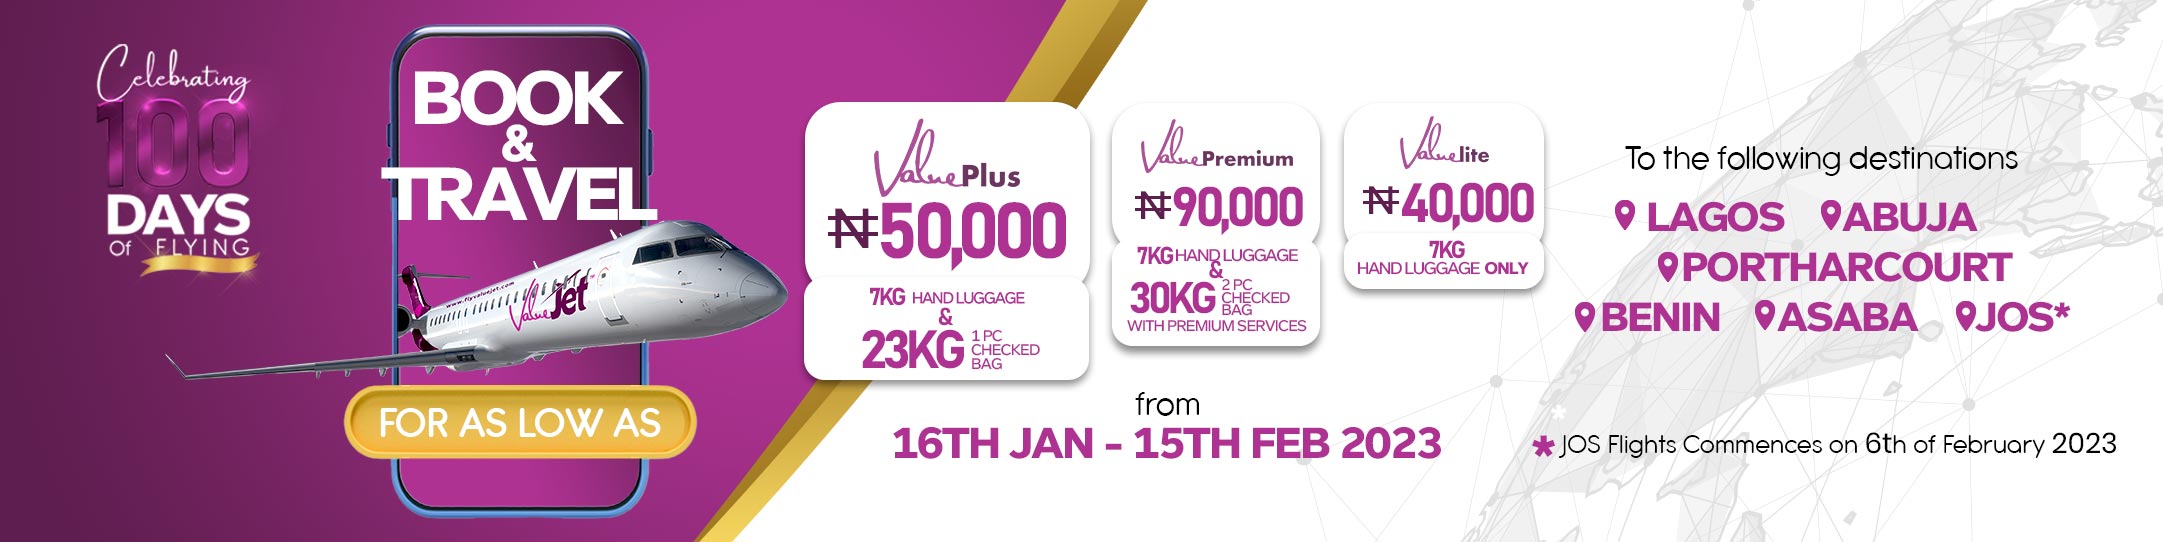 Celebrating
100
DAYS
Of FLYING
BOOK
&
TRAVEL
www.flyvaluejet.com
ValueJet
FOR AS LOW AS
ValuePlus
₦50,000
7KG HAND LUGGAGE
&
23KG 1 PC
CHECKED
BAG
ValuePremium
₦90,000
7KG HAND LUGGAGE
&
30KG 2 PC
CHECKED
BAG
WITH PREMIUM SERVICES
Valuelite
₦40,000
7KG
HAND LUGGAGE ONLY
from
16TH JAN - 15TH FEB 2023
To the following destinations
LAGOS ABUJA
PORTHARCOURT
BENIN ASABA JOS*
* JOS Flights Commences on 6th of February 2023